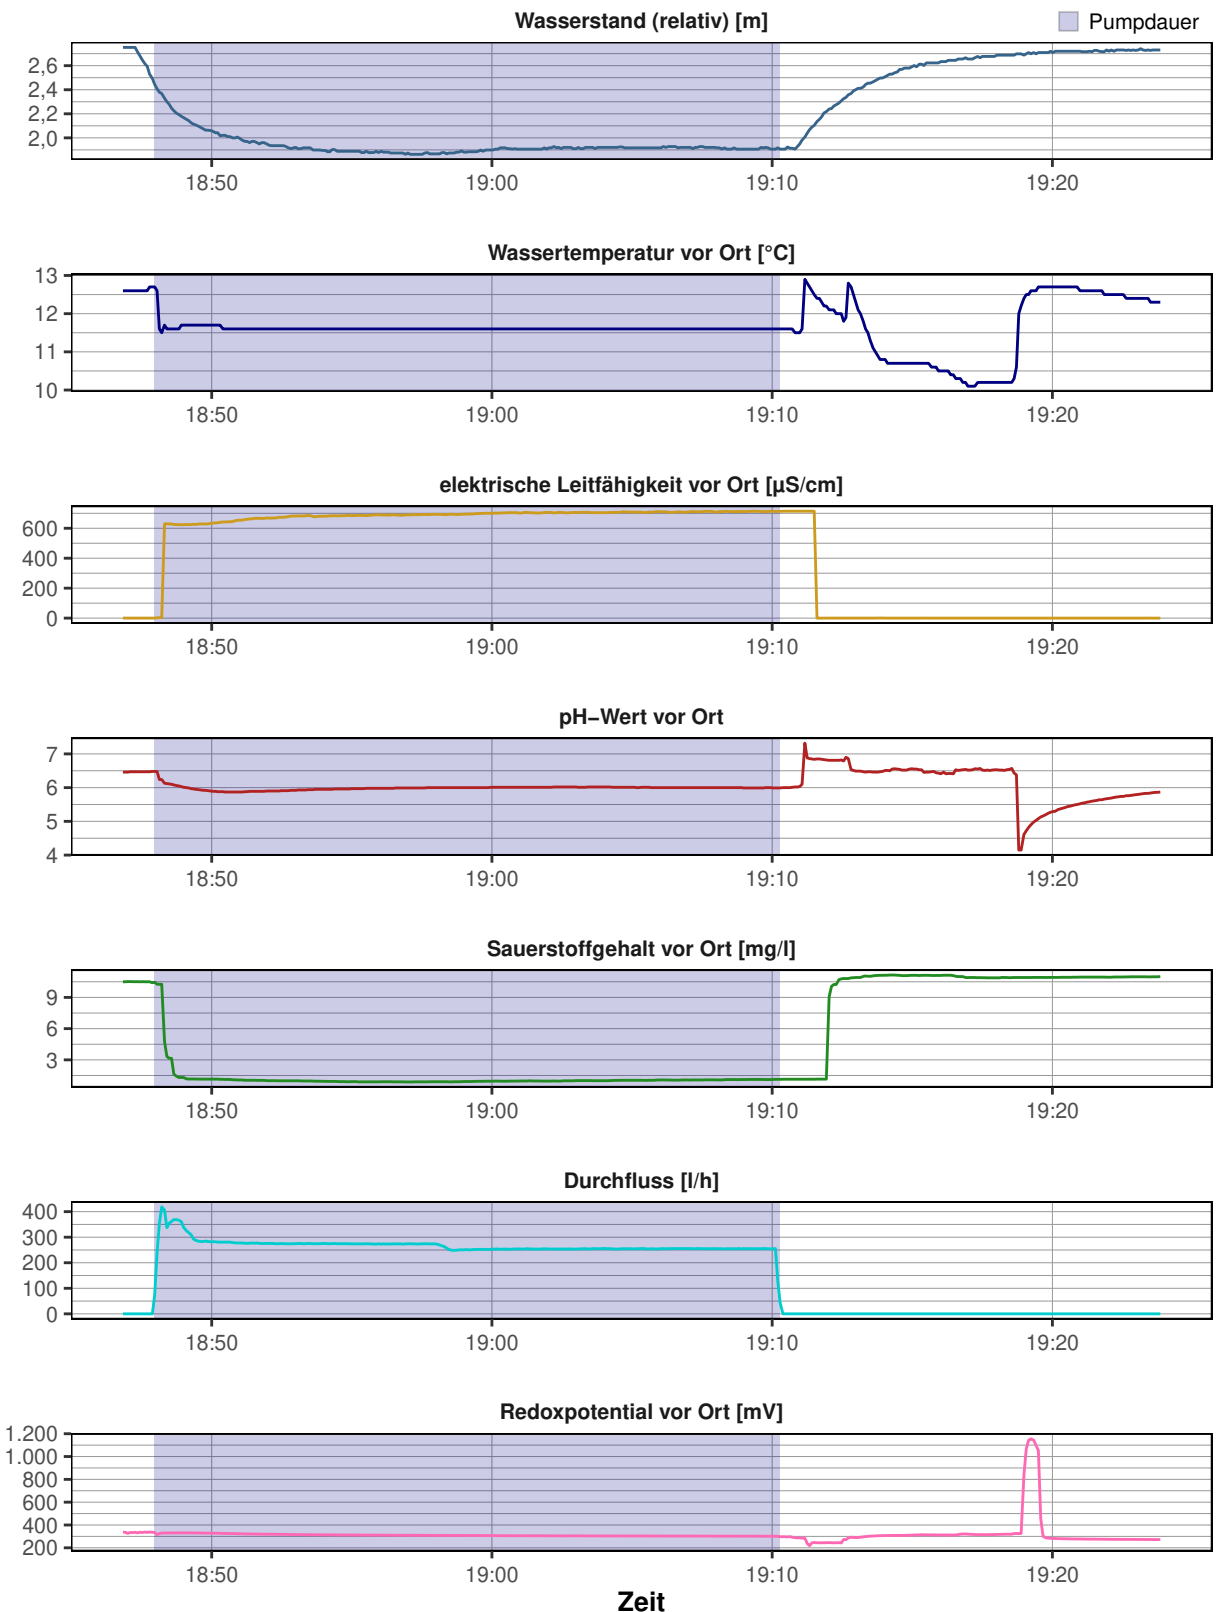 Wasserstand (relativ) [m]
Pumpdauer
2,6
2,4
2,2
2,0
18:50 19:00 19:10 19:20
Wassertemperatur vor Ort [°C]
13
12
11
10
18:50 19:00 19:10 19:20
elektrische Leitfähigkeit vor Ort [µS/cm]
600
400
200
0
18:50 19:00 19:10 19:20
pH−Wert vor Ort
7
6
5
4
18:50 19:00 19:10 19:20
Sauerstoffgehalt vor Ort [mg/l]
9
6
3
18:50 19:00 19:10 19:20
Durchfluss [l/h]
400
300
200
100
0
18:50 19:00 19:10 19:20
Redoxpotential vor Ort [mV]
1.200
1.000
800
600
400
200
18:50 19:00 19:10 19:20
Zeit